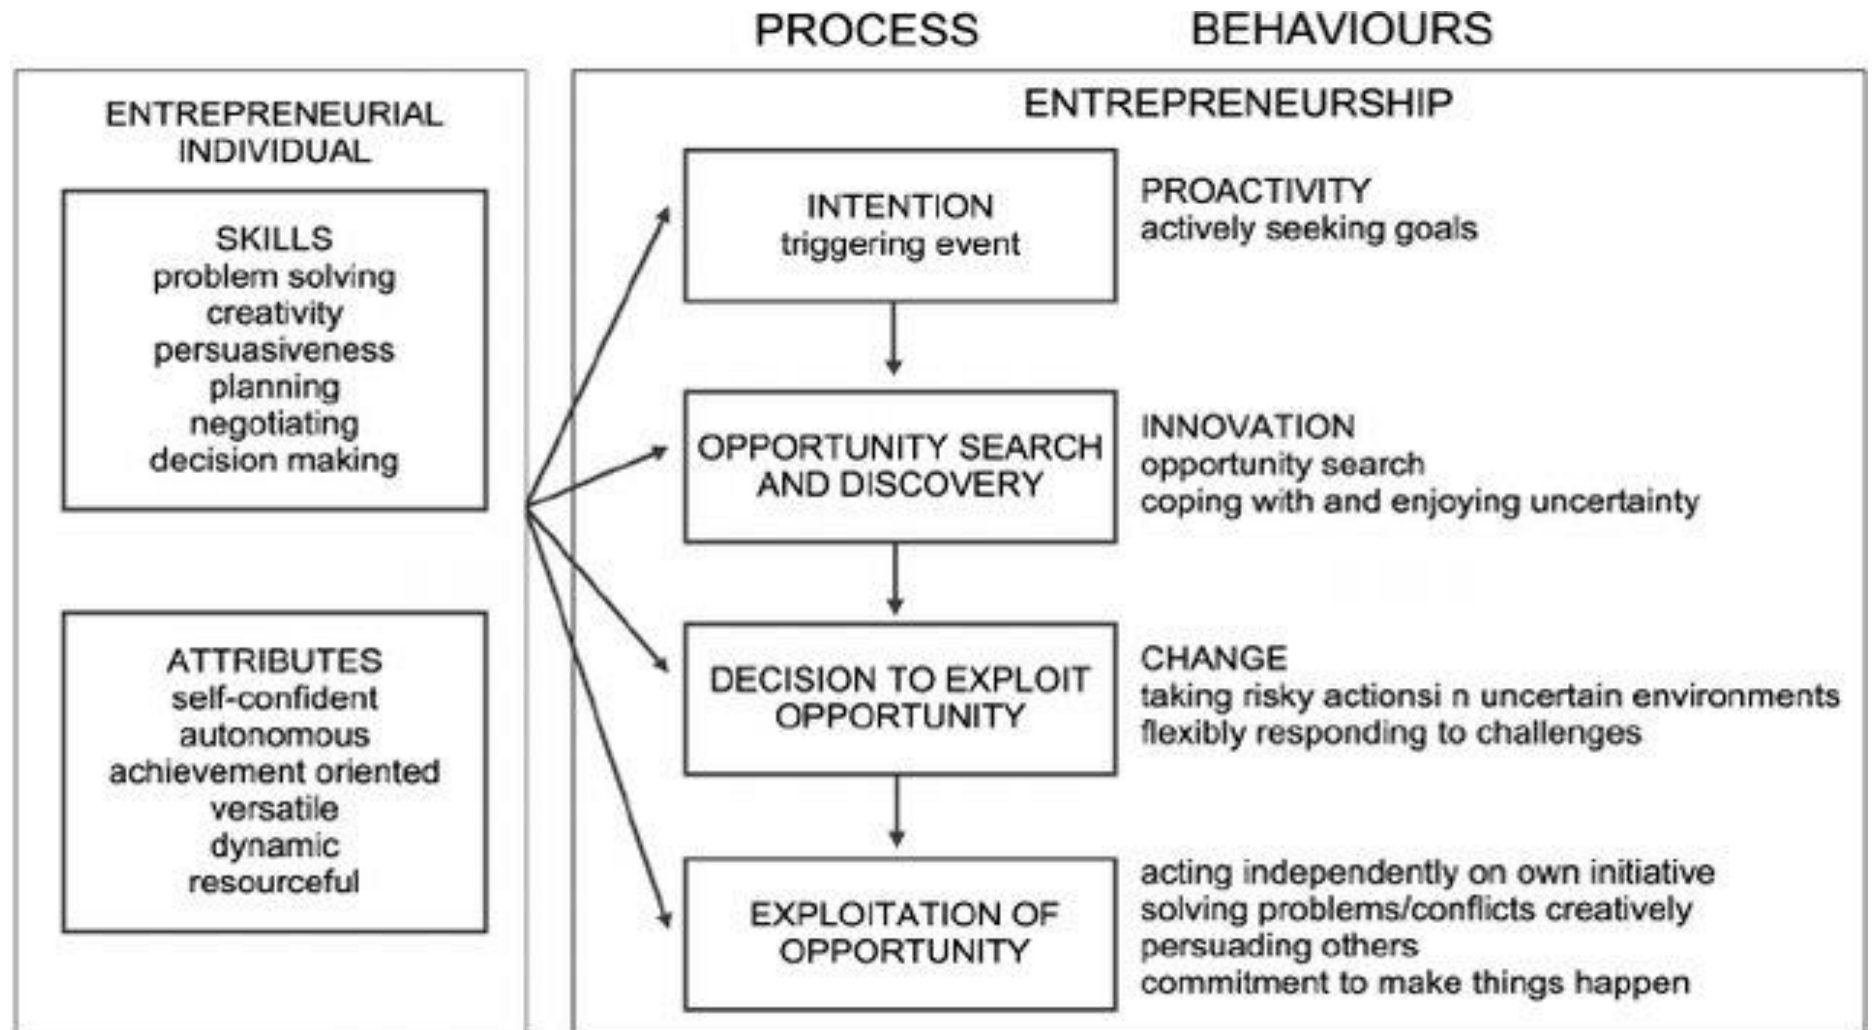 PROCESS
BEHAVIOURS
ENTREPRENEURIAL
INDIVIDUAL
SKILLS
problem solving
creativity
persuasiveness
planning
negotiating
decision making
ATTRIBUTES
self-confident
autonomous
achievement oriented
versatile
dynamic
resourceful
ENTREPRENEURSHIP
INTENTION
triggering event
PROACTIVITY
actively seeking goals
OPPORTUNITY SEARCH
AND DISCOVERY
INNOVATION
opportunity search
coping with and enjoying uncertainty
DECISION TO EXPLOIT
OPPORTUNITY
CHANGE
taking risky actionsi n uncertain environments
flexibly responding to challenges
EXPLOITATION OF
OPPORTUNITY
acting independently on own initiative
solving problems/conflicts creatively
persuading others
commitment to make things happen